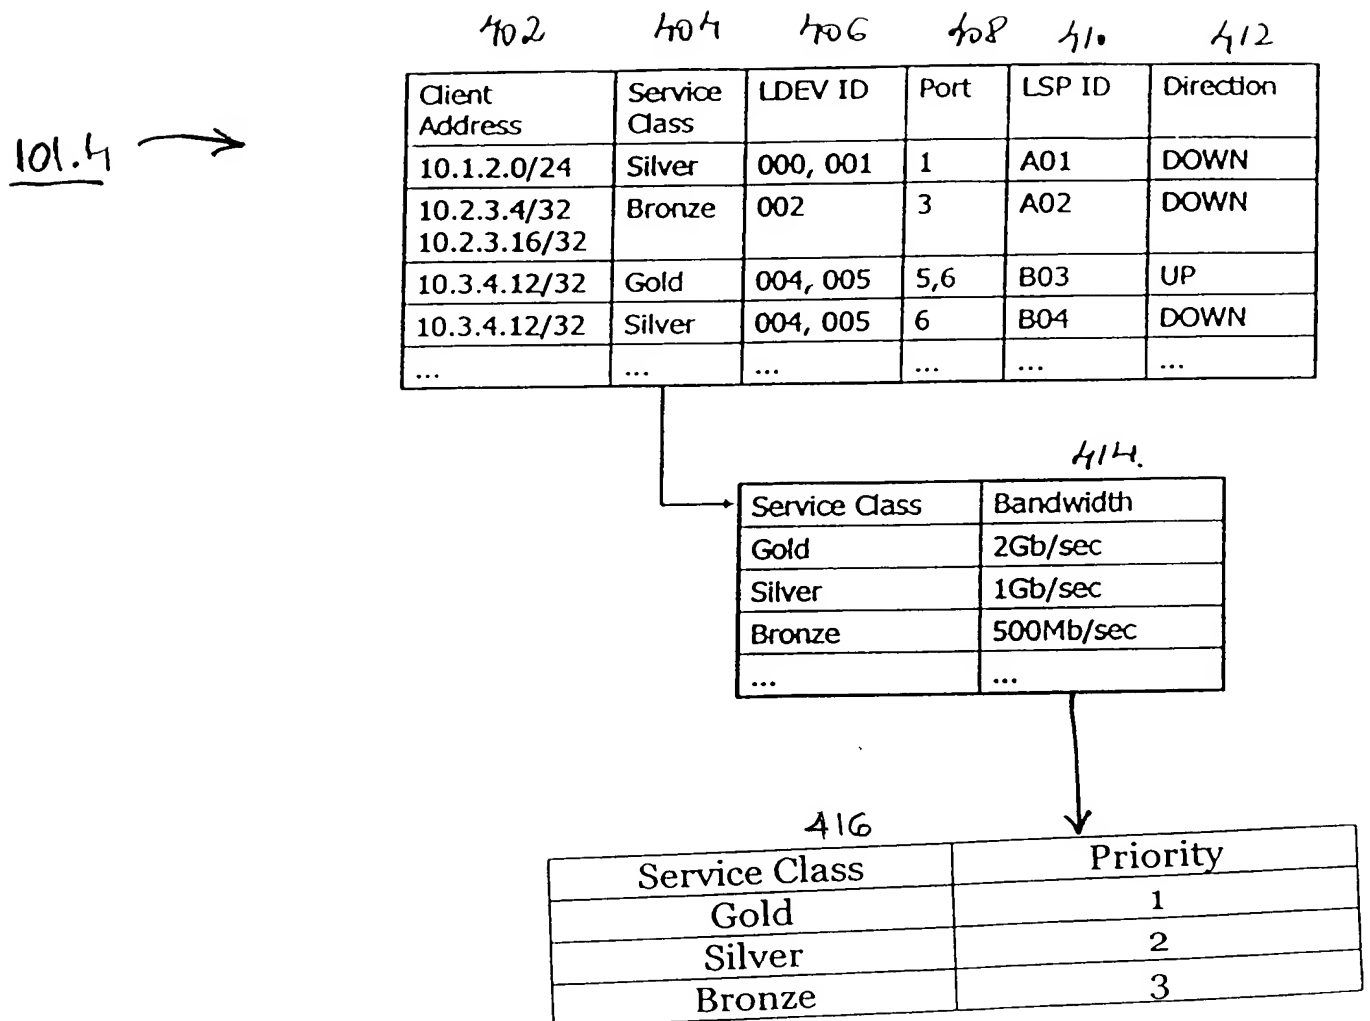 402 404 406 408 410 412
101.4
Client Address Service Class LDEV ID Port LSP ID Direction
10.1.2.0/24 Silver 000, 001 1 A01 DOWN
10.2.3.4/32 Bronze 002 3 A02 DOWN
10.2.3.16/32
10.3.4.12/32 Gold 004, 005 5,6 B03 UP
10.3.4.12/32 Silver 004, 005 6 B04 DOWN
... ... ... ... ... ...
414.
Service Class Bandwidth
Gold 2Gb/sec
Silver 1Gb/sec
Bronze 500Mb/sec
... ...
416
Service Class Priority
Gold 1
Silver 2
Bronze 3